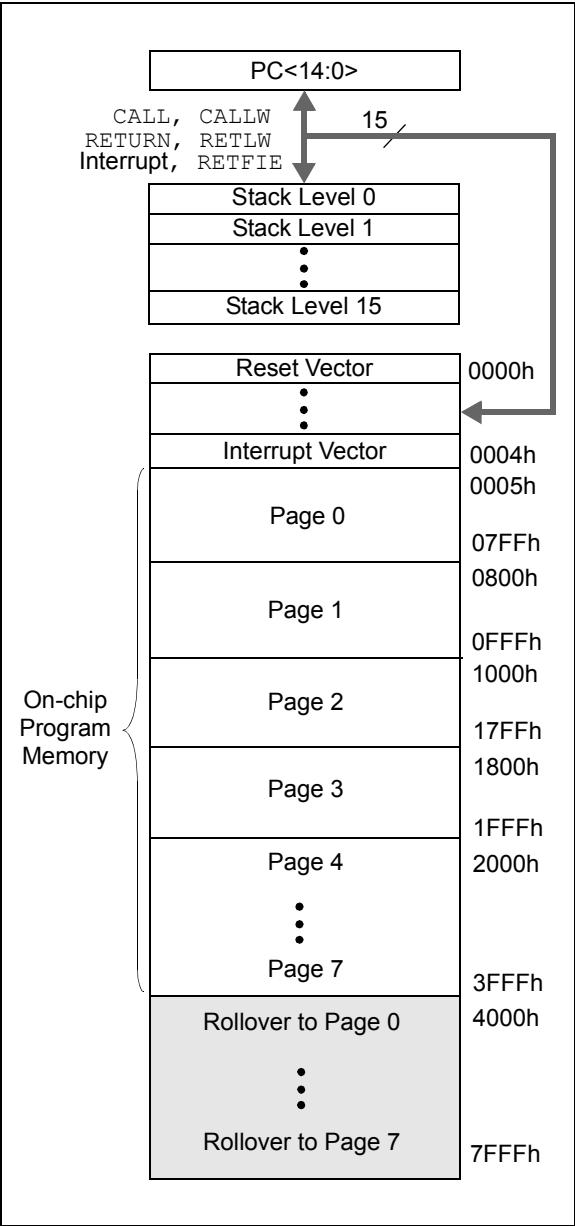 PC<14:0>
CALL, CALLW
RETURN, RETLW
Interrupt, RETFIE
15
Stack Level 0
Stack Level 1
Stack Level 15
Reset Vector
0000h
Interrupt Vector
0004h
0005h
Page 0
07FFh
0800h
Page 1
0FFFh
1000h
On-chip
Program
Memory
Page 2
17FFh
1800h
Page 3
1FFFh
Page 4
2000h
Page 7
3FFFh
Rollover to Page 0
4000h
Rollover to Page 7
7FFFh